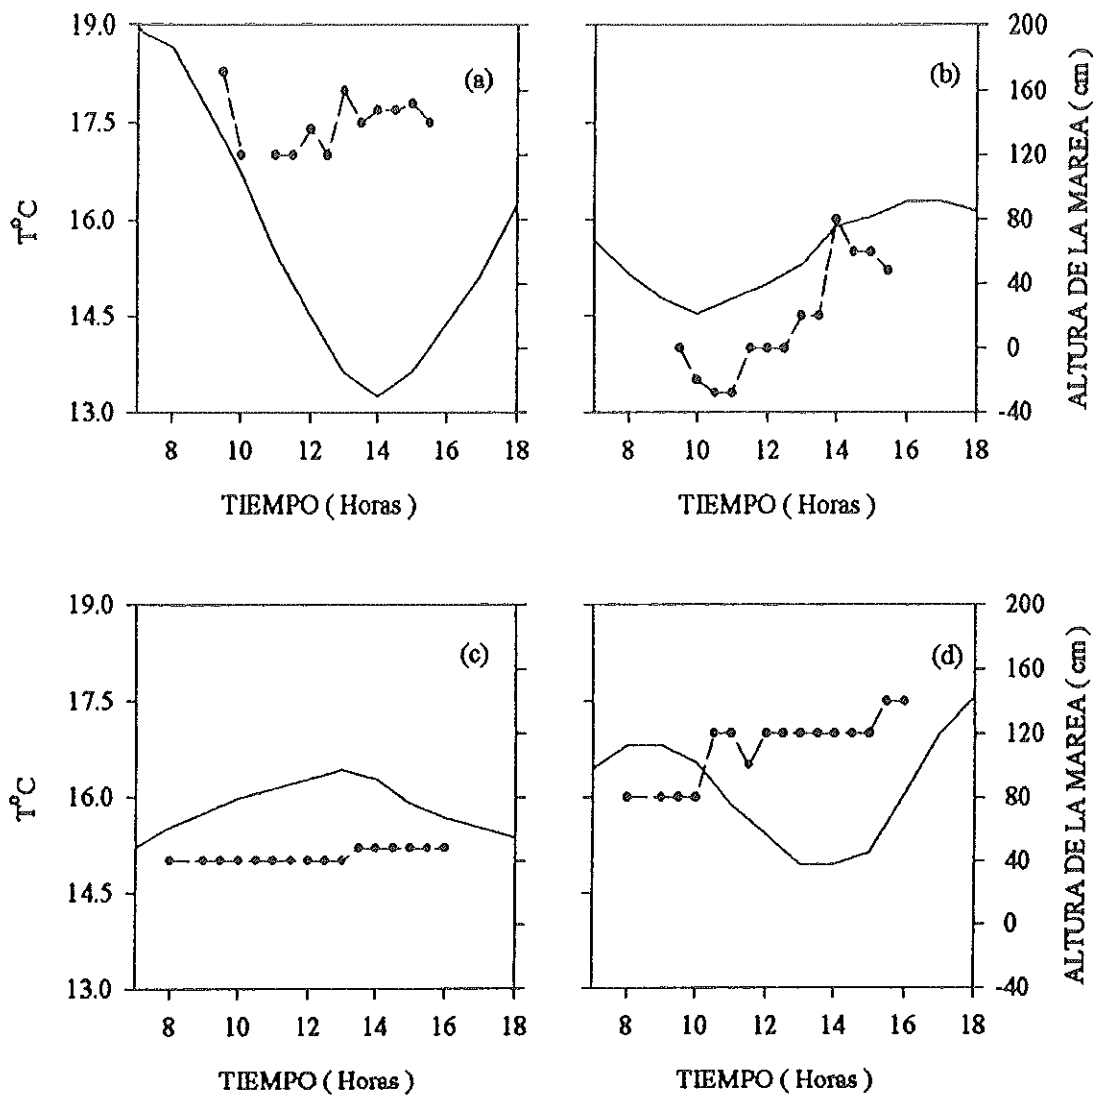 19.0 17.5 16.0 14.5 13.0
T°C
(a)
8 10 12 14 16 18
TIEMPO ( Horas )
(b)
200 160 120 80 40 0 -40
ALTURA DE LA MAREA ( cm )
8 10 12 14 16 18
TIEMPO ( Horas )
19.0 17.5 16.0 14.5 13.0
T°C
(c)
8 10 12 14 16 18
TIEMPO ( Horas )
(d)
200 160 120 80 40 0 -40
ALTURA DE LA MAREA ( cm )
8 10 12 14 16 18
TIEMPO ( Horas )